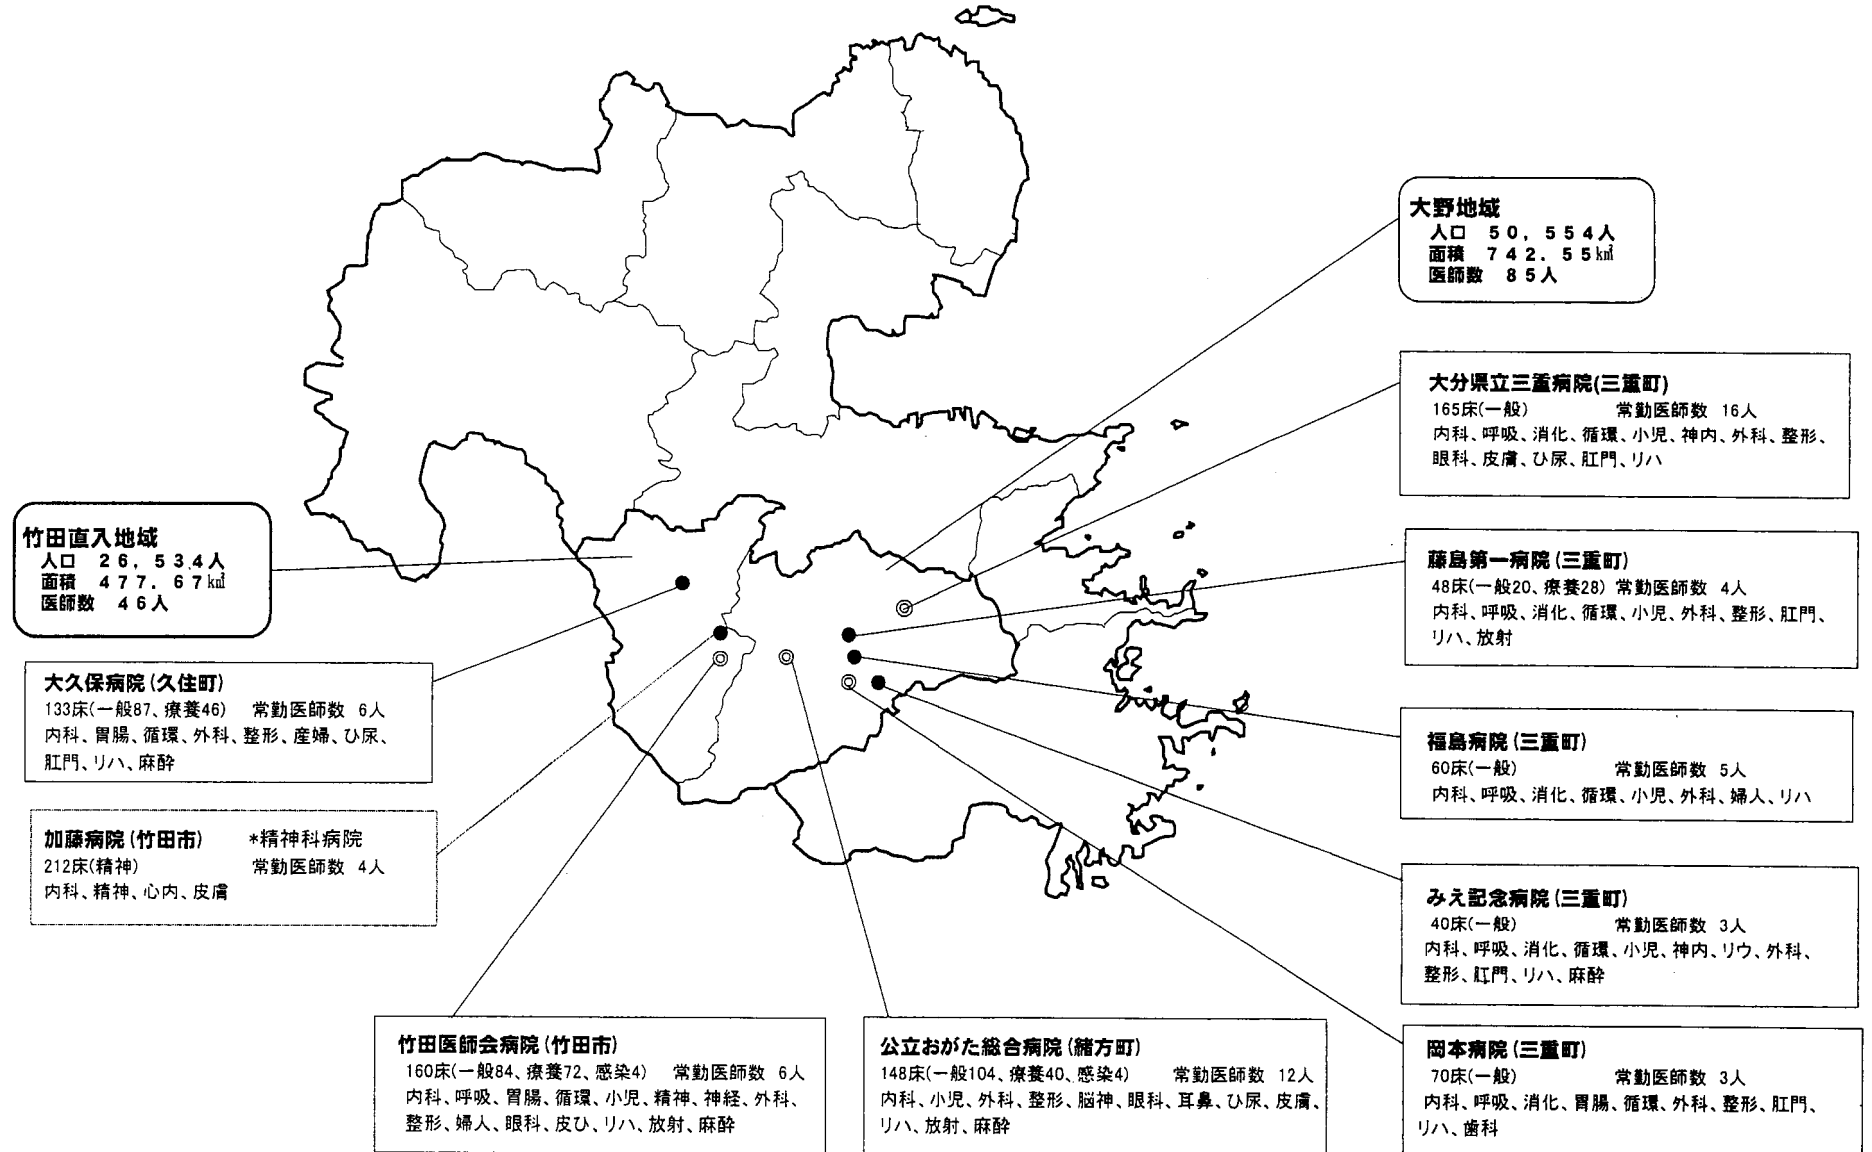 大野地域
人口 50,554人
面積 742.55㎢
医師数 85人
大分県立三重病院(三重町)
165床(一般) 常勤医師数 16人
内科、呼吸、消化、循環、小児、神内、外科、整形、
眼科、皮膚、ひ尿、肛門、リハ
藤島第一病院(三重町)
48床(一般20、療養28) 常勤医師数 4人
内科、呼吸、消化、循環、小児、外科、整形、肛門、
リハ、放射
福島病院(三重町)
60床(一般) 常勤医師数 5人
内科、呼吸、消化、循環、小児、外科、婦人、リハ
みえ記念病院(三重町)
40床(一般) 常勤医師数 3人
内科、呼吸、消化、循環、小児、神内、リウ、外科、
整形、肛門、リハ、麻酔
岡本病院(三重町)
70床(一般) 常勤医師数 3人
内科、呼吸、消化、胃腸、循環、外科、整形、肛門、
リハ、歯科
竹田直入地域
人口 26,534人
面積 477.67㎢
医師数 46人
大久保病院(久住町)
133床(一般87、療養46) 常勤医師数 6人
内科、胃腸、循環、外科、整形、産婦、ひ尿、
肛門、リハ、麻酔
加藤病院(竹田市) *精神科病院
212床(精神) 常勤医師数 4人
内科、精神、心内、皮膚
竹田医師会病院(竹田市)
160床(一般84、療養72、感染4) 常勤医師数 6人
内科、呼吸、胃腸、循環、小児、精神、神経、外科、
整形、婦人、眼科、皮ひ、リハ、放射、麻酔
公立おがた総合病院(緒方町)
148床(一般104、療養40、感染4) 常勤医師数 12人
内科、小児、外科、整形、脳神、眼科、耳鼻、ひ尿、皮膚、
リハ、放射、麻酔